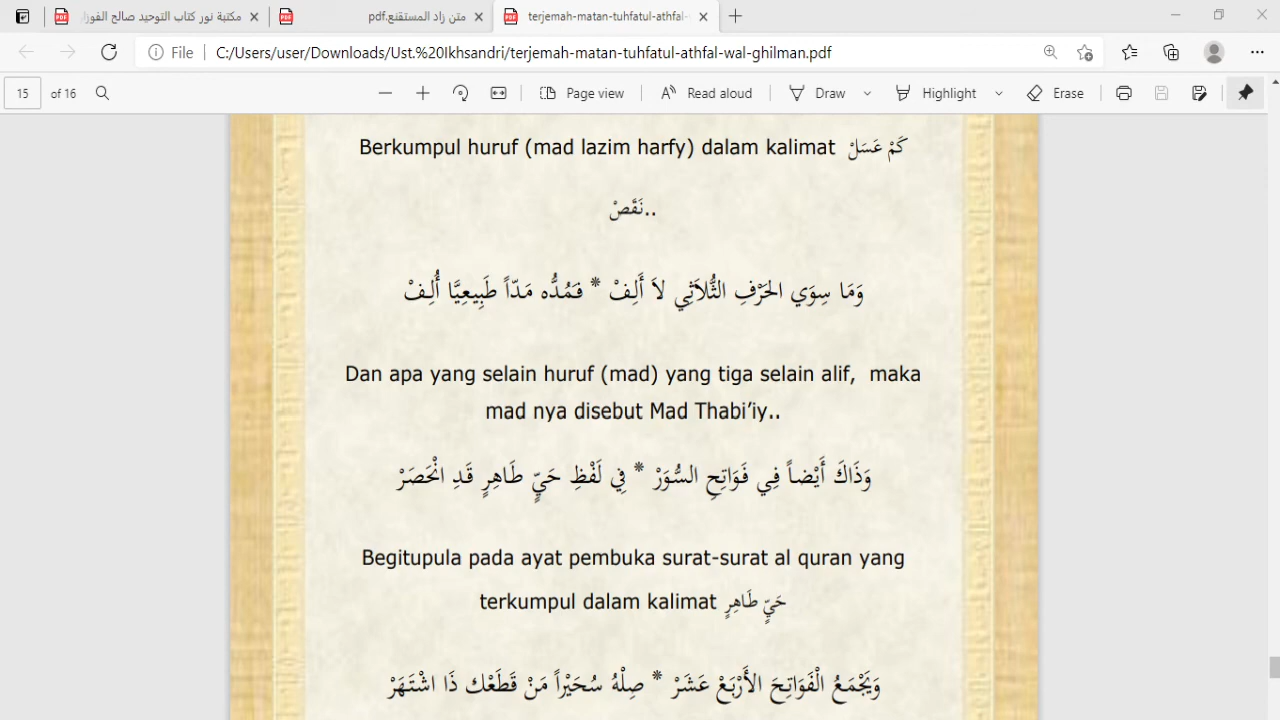 مكتبة نور كتاب التوحيد صالح الفوزا
متن زاد المستقنع.pdf
terjemah-matan-tuhfatul-athfal-
File C:/Users/user/Downloads/Ust.%20Ikhsandri/terjemah-matan-tuhfatul-athfal-wal-ghilman.pdf
15 of 16 Page view Read aloud Draw Highlight Erase
Berkumpul huruf (mad lazim harfy) dalam kalimat كَمْ عَسَلْ
نَقَصْ..
وَمَا سِوَي الحَرْفِ الثُّلاَثِي لاَ أَلِفْ * فَمُدُّه مَدّاً طَبِيعِيَّا أُلِفْ
Dan apa yang selain huruf (mad) yang tiga selain alif, maka
mad nya disebut Mad Thabi’iy..
وَذَاكَ أَيْضاً فِي فَوَاتِحِ السُّوَرْ * فِي لَفْظِ حَيٍّ طَاهِرٍ قَدِ انْحَصَرْ
Begitupula pada ayat pembuka surat-surat al quran yang
terkumpul dalam kalimat حَيٍّ طَاهِرٍ
وَيَجْمَعُ الْفَوَاتِحَ الأَرْبَعْ عَشَرْ * صِلْهُ سُحَيْراً مَنْ قَطَعْك ذَا اشْتَهَرْ